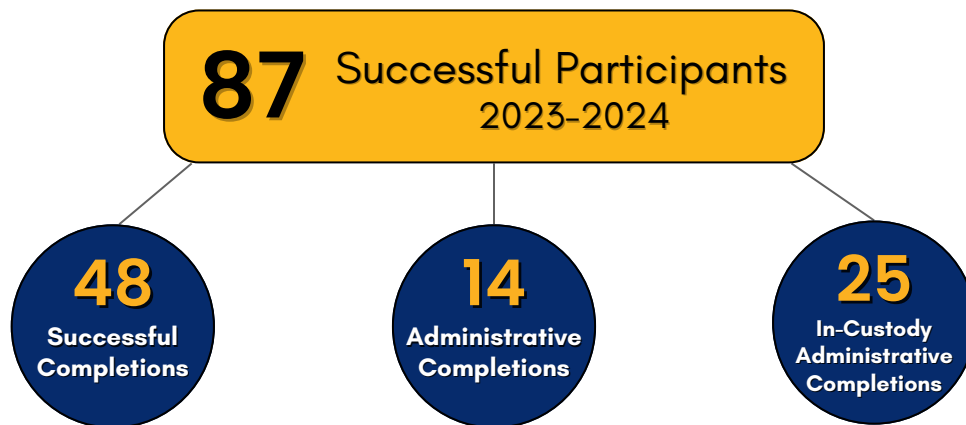 87 Successful Participants
2023-2024
48
Successful
Completions
14
Administrative
Completions
25
In-Custody
Administrative
Completions